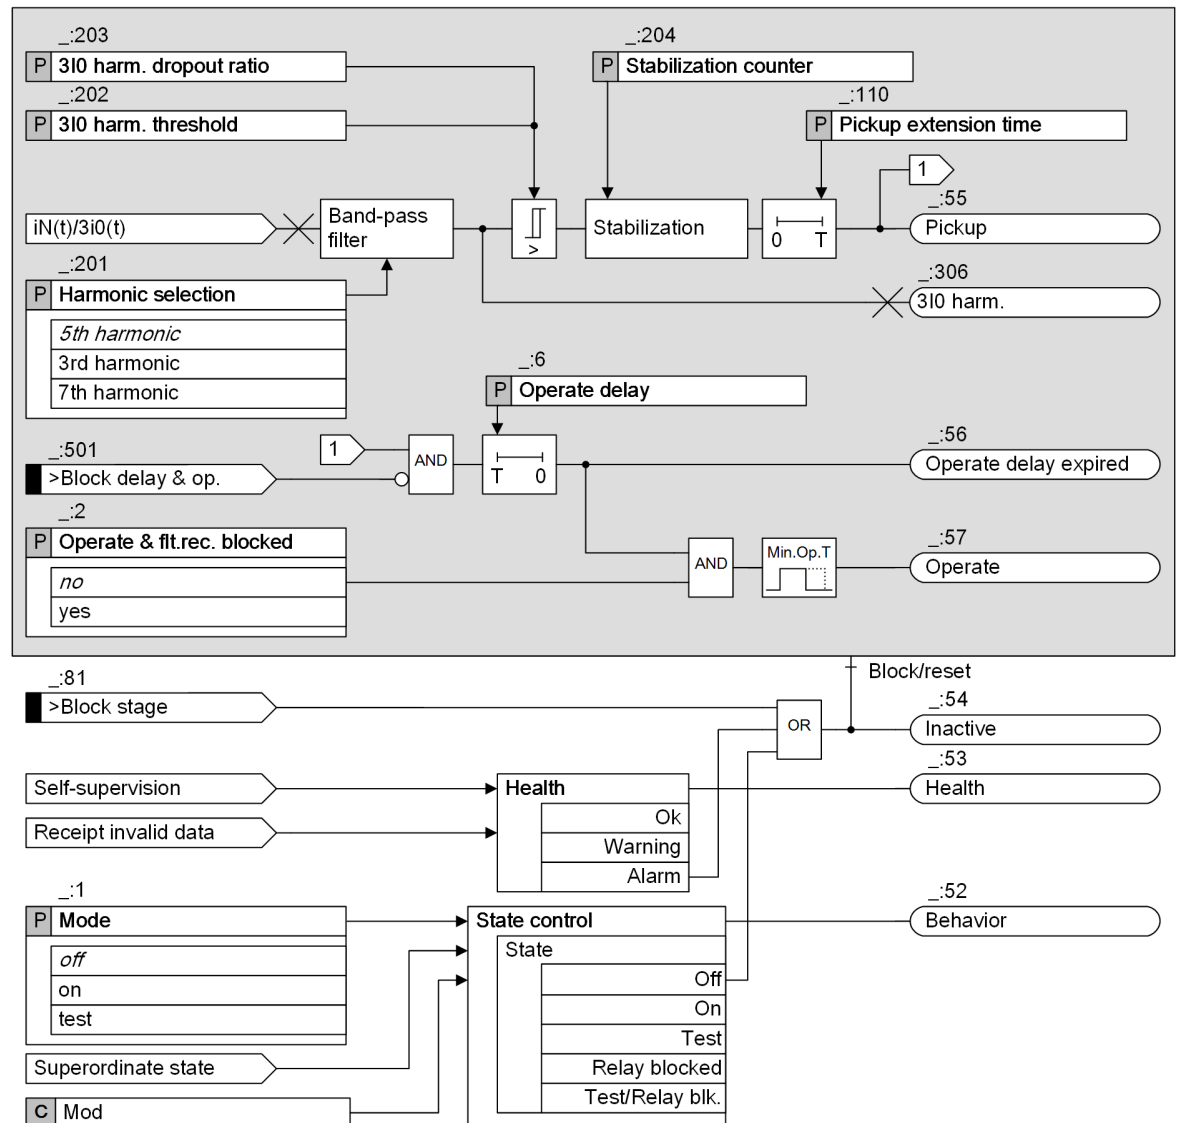 _:203
P 3I0 harm. dropout ratio
_:204
P Stabilization counter
_:202
P 3I0 harm. threshold
_:110
P Pickup extension time
1
iN(t)/3i0(t)
Band-pass
filter
>
Stabilization
0 T
_:55
Pickup
_:201
P Harmonic selection
5th harmonic
3rd harmonic
7th harmonic
_:306
3I0 harm.
_:6
P Operate delay
_:501
>Block delay & op.
1
AND
T 0
_:56
Operate delay expired
_:2
P Operate & flt.rec. blocked
no
yes
AND
Min.Op.T
_:57
Operate
Block/reset
_:81
>Block stage
OR
_:54
Inactive
_:53
Health
Self-supervision
Receipt invalid data
Health
Ok
Warning
Alarm
_:1
P Mode
off
on
test
Superordinate state
C Mod
State control
State
Off
On
Test
Relay blocked
Test/Relay blk.
_:52
Behavior